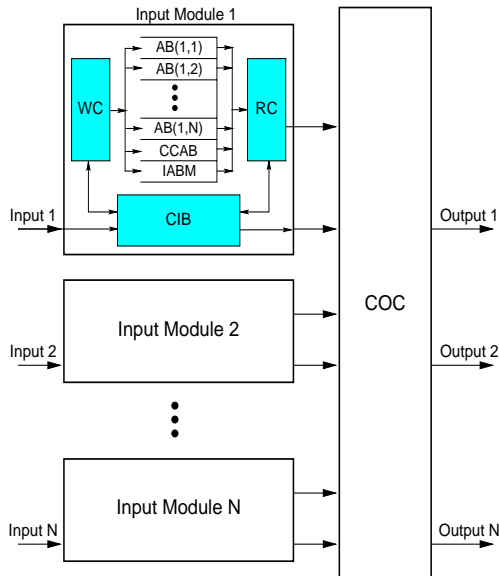 Input Module 1
AB(1,1)
AB(1,2)
WC
RC
AB(1,N)
CCAB
IABM
Input 1
CIB
Output 1
COC
Input Module 2
Input 2
Output 2
Input Module N
Input N
Output N